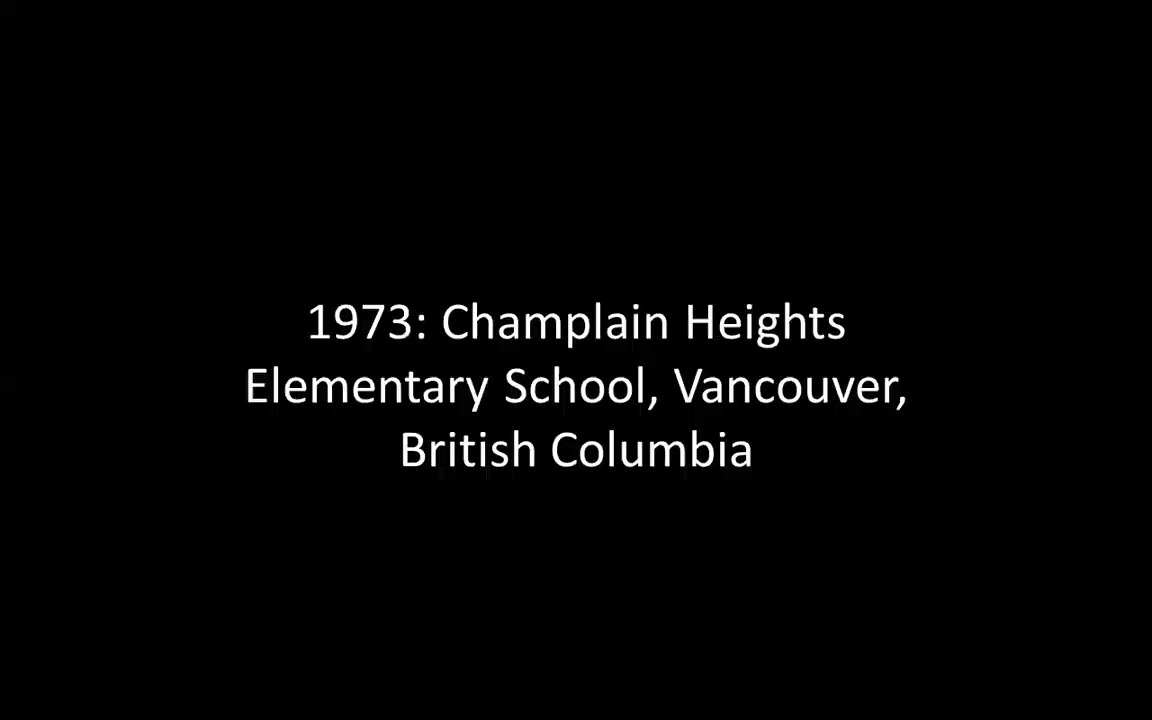 1973: Champlain Heights
Elementary School, Vancouver,
British Columbia